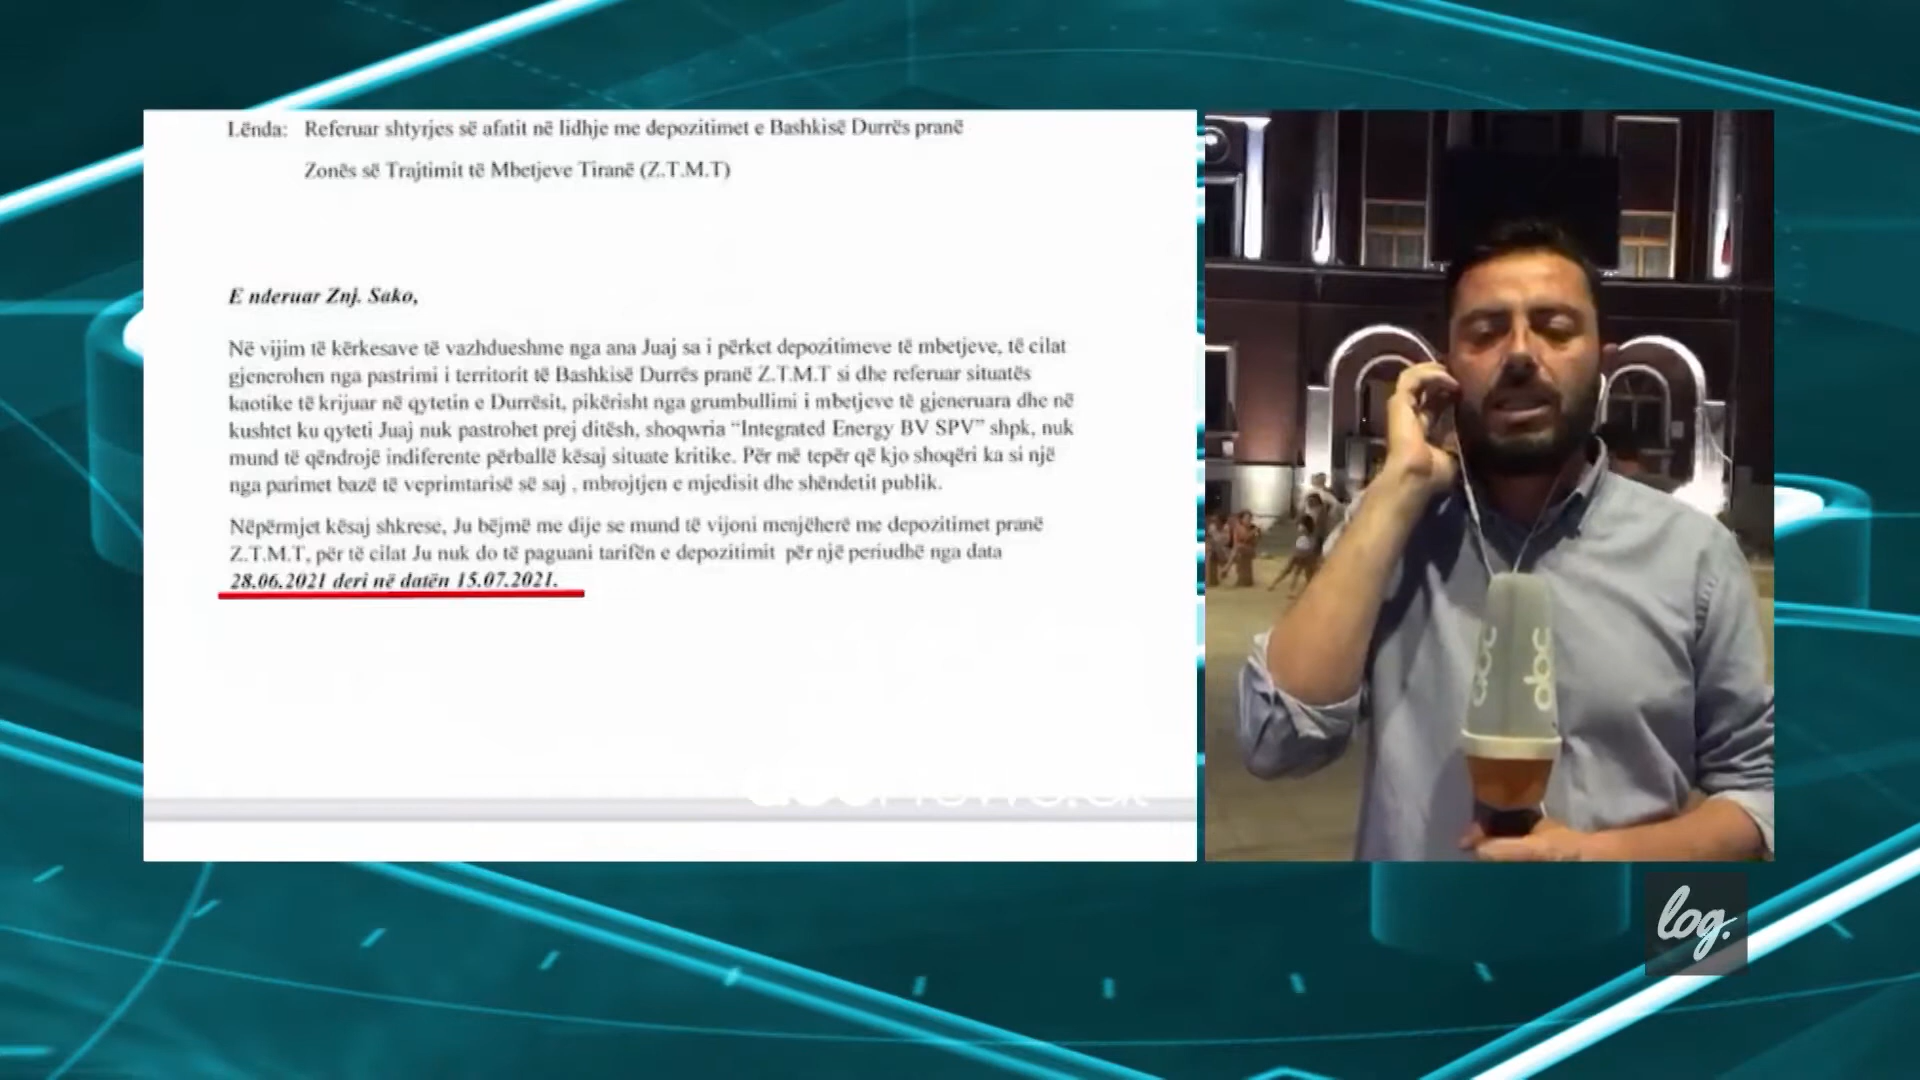 Lënda: Referuar shtyrjes së afatit në lidhje me depozitimet e Bashkisë Durrës pranë
Zonës së Trajtimit të Mbetjeve Tiranë (Z.T.M.T)
E nderuar Znj. Sako,
Në vijim të kërkesave të vazhdueshme nga ana Juaj sa i përket depozitimeve të mbetjeve, të cilat
gjenerohen nga pastrimi i territorit të Bashkisë Durrës pranë Z.T.M.T si dhe referuar situatës
kaotike të krijuar në qytetin e Durrësit, pikërisht nga grumbullimi i mbetjeve të gjeneruara dhe në
kushtet ku qyteti Juaj nuk pastrohet prej ditësh, shoqwria “Integrated Energy BV SPV” shpk, nuk
mund të qëndrojë indiferente përballë kësaj situate kritike. Për më tepër që kjo shoqëri ka si një
nga parimet bazë të veprimtarisë së saj , mbrojtjen e mjedisit dhe shëndetit publik.
Nëpërmjet kësaj shkrese, Ju bëjmë me dije se mund të vijoni menjëherë me depozitimet pranë
Z.T.M.T, për të cilat Ju nuk do të paguani tarifën e depozitimit për një periudhë nga data
28.06.2021 deri në datën 15.07.2021.
abc
abc
log.